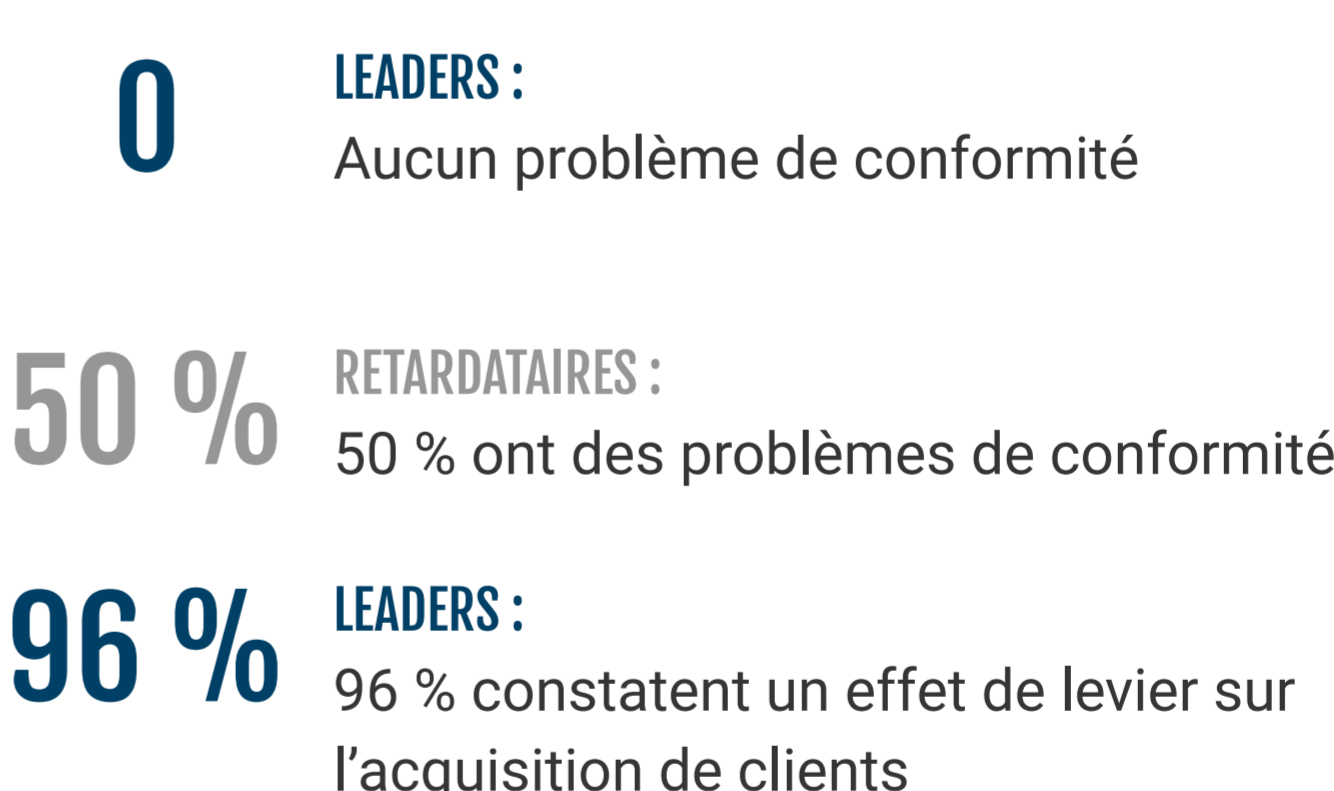 0
LEADERS :
Aucun problème de conformité
50 %
RETARDATAIRES :
50 % ont des problèmes de conformité
96 %
LEADERS :
96 % constatent un effet de levier sur
l’acquisition de clients